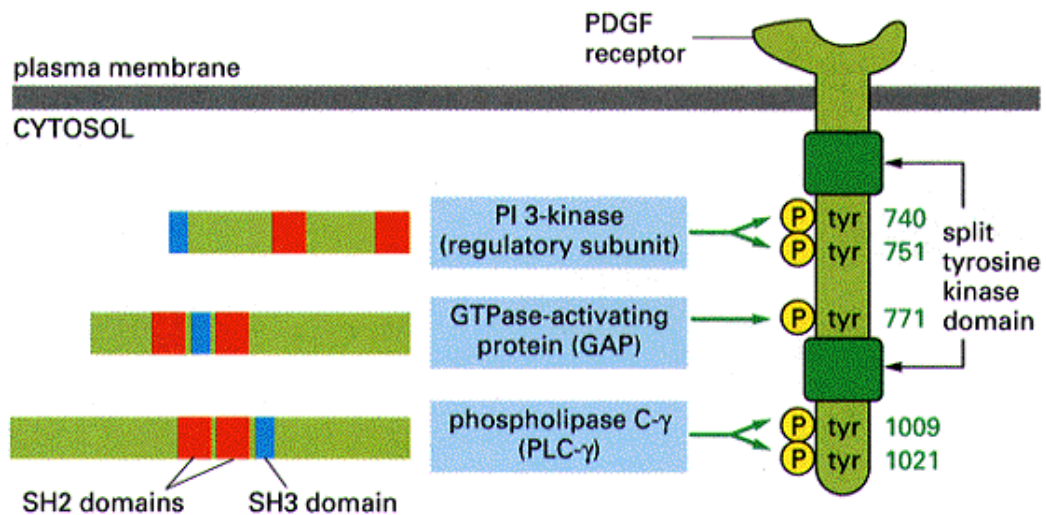 PDGF
receptor
plasma membrane
CYTOSOL
PI 3-kinase
(regulatory subunit)
P tyr 740
P tyr 751
split
tyrosine
kinase
domain
GTPase-activating
protein (GAP)
P tyr 771
phospholipase C-γ
(PLC-γ)
P tyr 1009
P tyr 1021
SH2 domains
SH3 domain